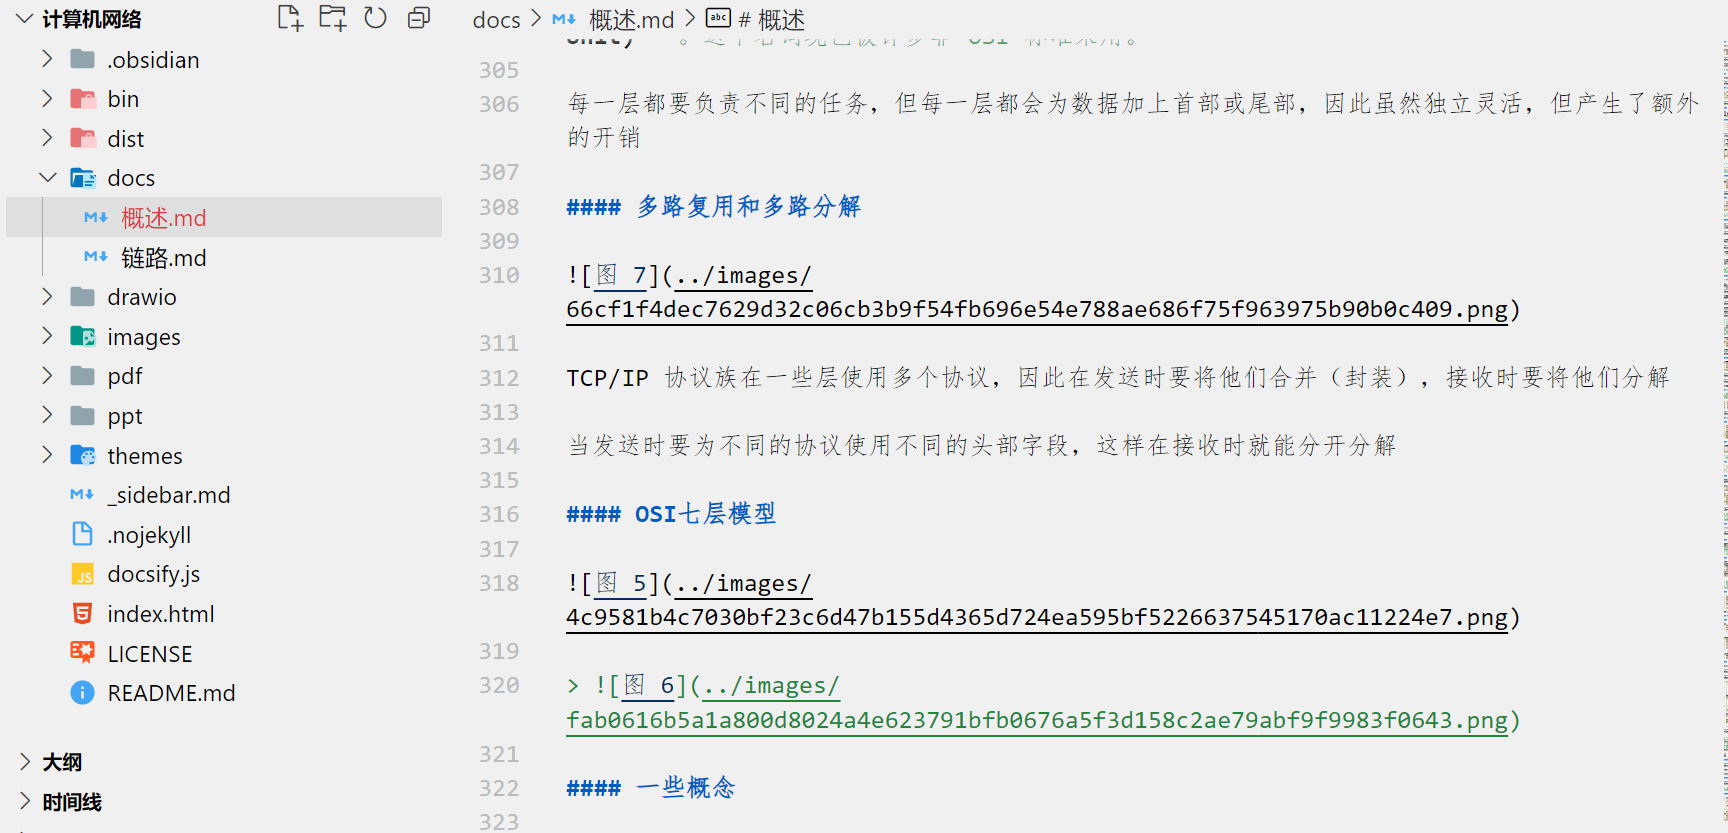 计算机网络
.obsidian
bin
dist
docs
概述.md
链路.md
drawio
images
pdf
ppt
themes
_sidebar.md
.nojekyll
JS docsify.js
index.html
LICENSE
README.md
大纲
时间线
docs > 概述.md > abc # 概述
305
306 每一层都要负责不同的任务，但每一层都会为数据加上首部或尾部，因此虽然独立灵活，但产生了额外
的开销
307
308 #### 多路复用和多路分解
309
310 ![图 7](../images/
66cf1f4dec7629d32c06cb3b9f54fb696e54e788ae686f75f963975b90b0c409.png)
311
312 TCP/IP 协议族在一些层使用多个协议，因此在发送时要将他们合并（封装），接收时要将他们分解
313
314 当发送时要为不同的协议使用不同的头部字段，这样在接收时就能分开分解
315
316 #### OSI七层模型
317
318 ![图 5](../images/
4c9581b4c7030bf23c6d47b155d4365d724ea595bf5226637545170ac11224e7.png)
319
320 > ![图 6](../images/
fab0616b5a1a800d8024a4e623791bfb0676a5f3d158c2ae79abf9f9983f0643.png)
321
322 #### 一些概念
323